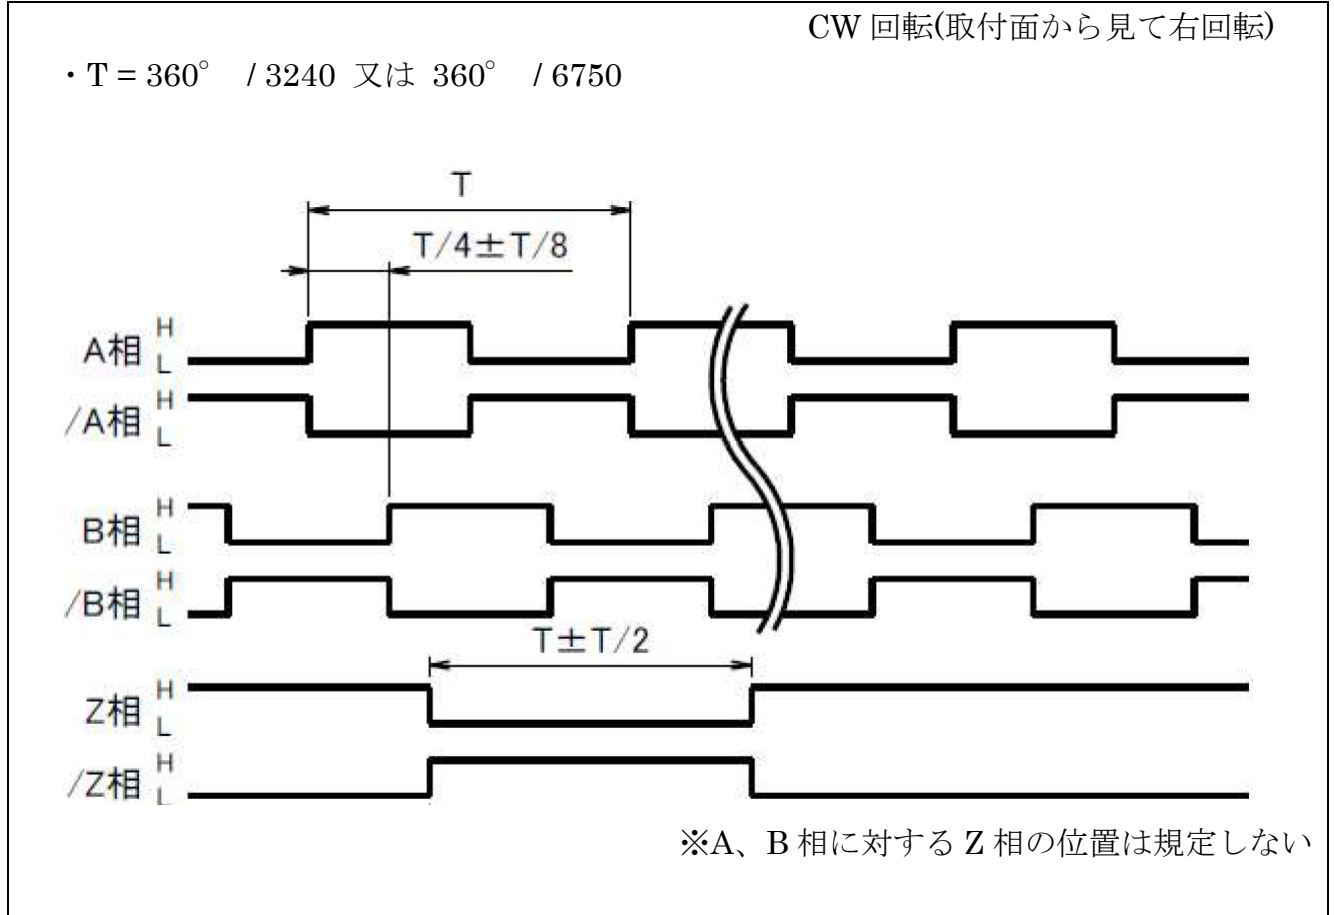 CW 回転(取付面から見て右回転)
・T = 360° / 3240 又は 360° / 6750
T
T/4±T/8
A相 H L
/A相 H L
B相 H L
/B相 H L
T±T/2
Z相 H L
/Z相 H L
※A、B 相に対する Z 相の位置は規定しない